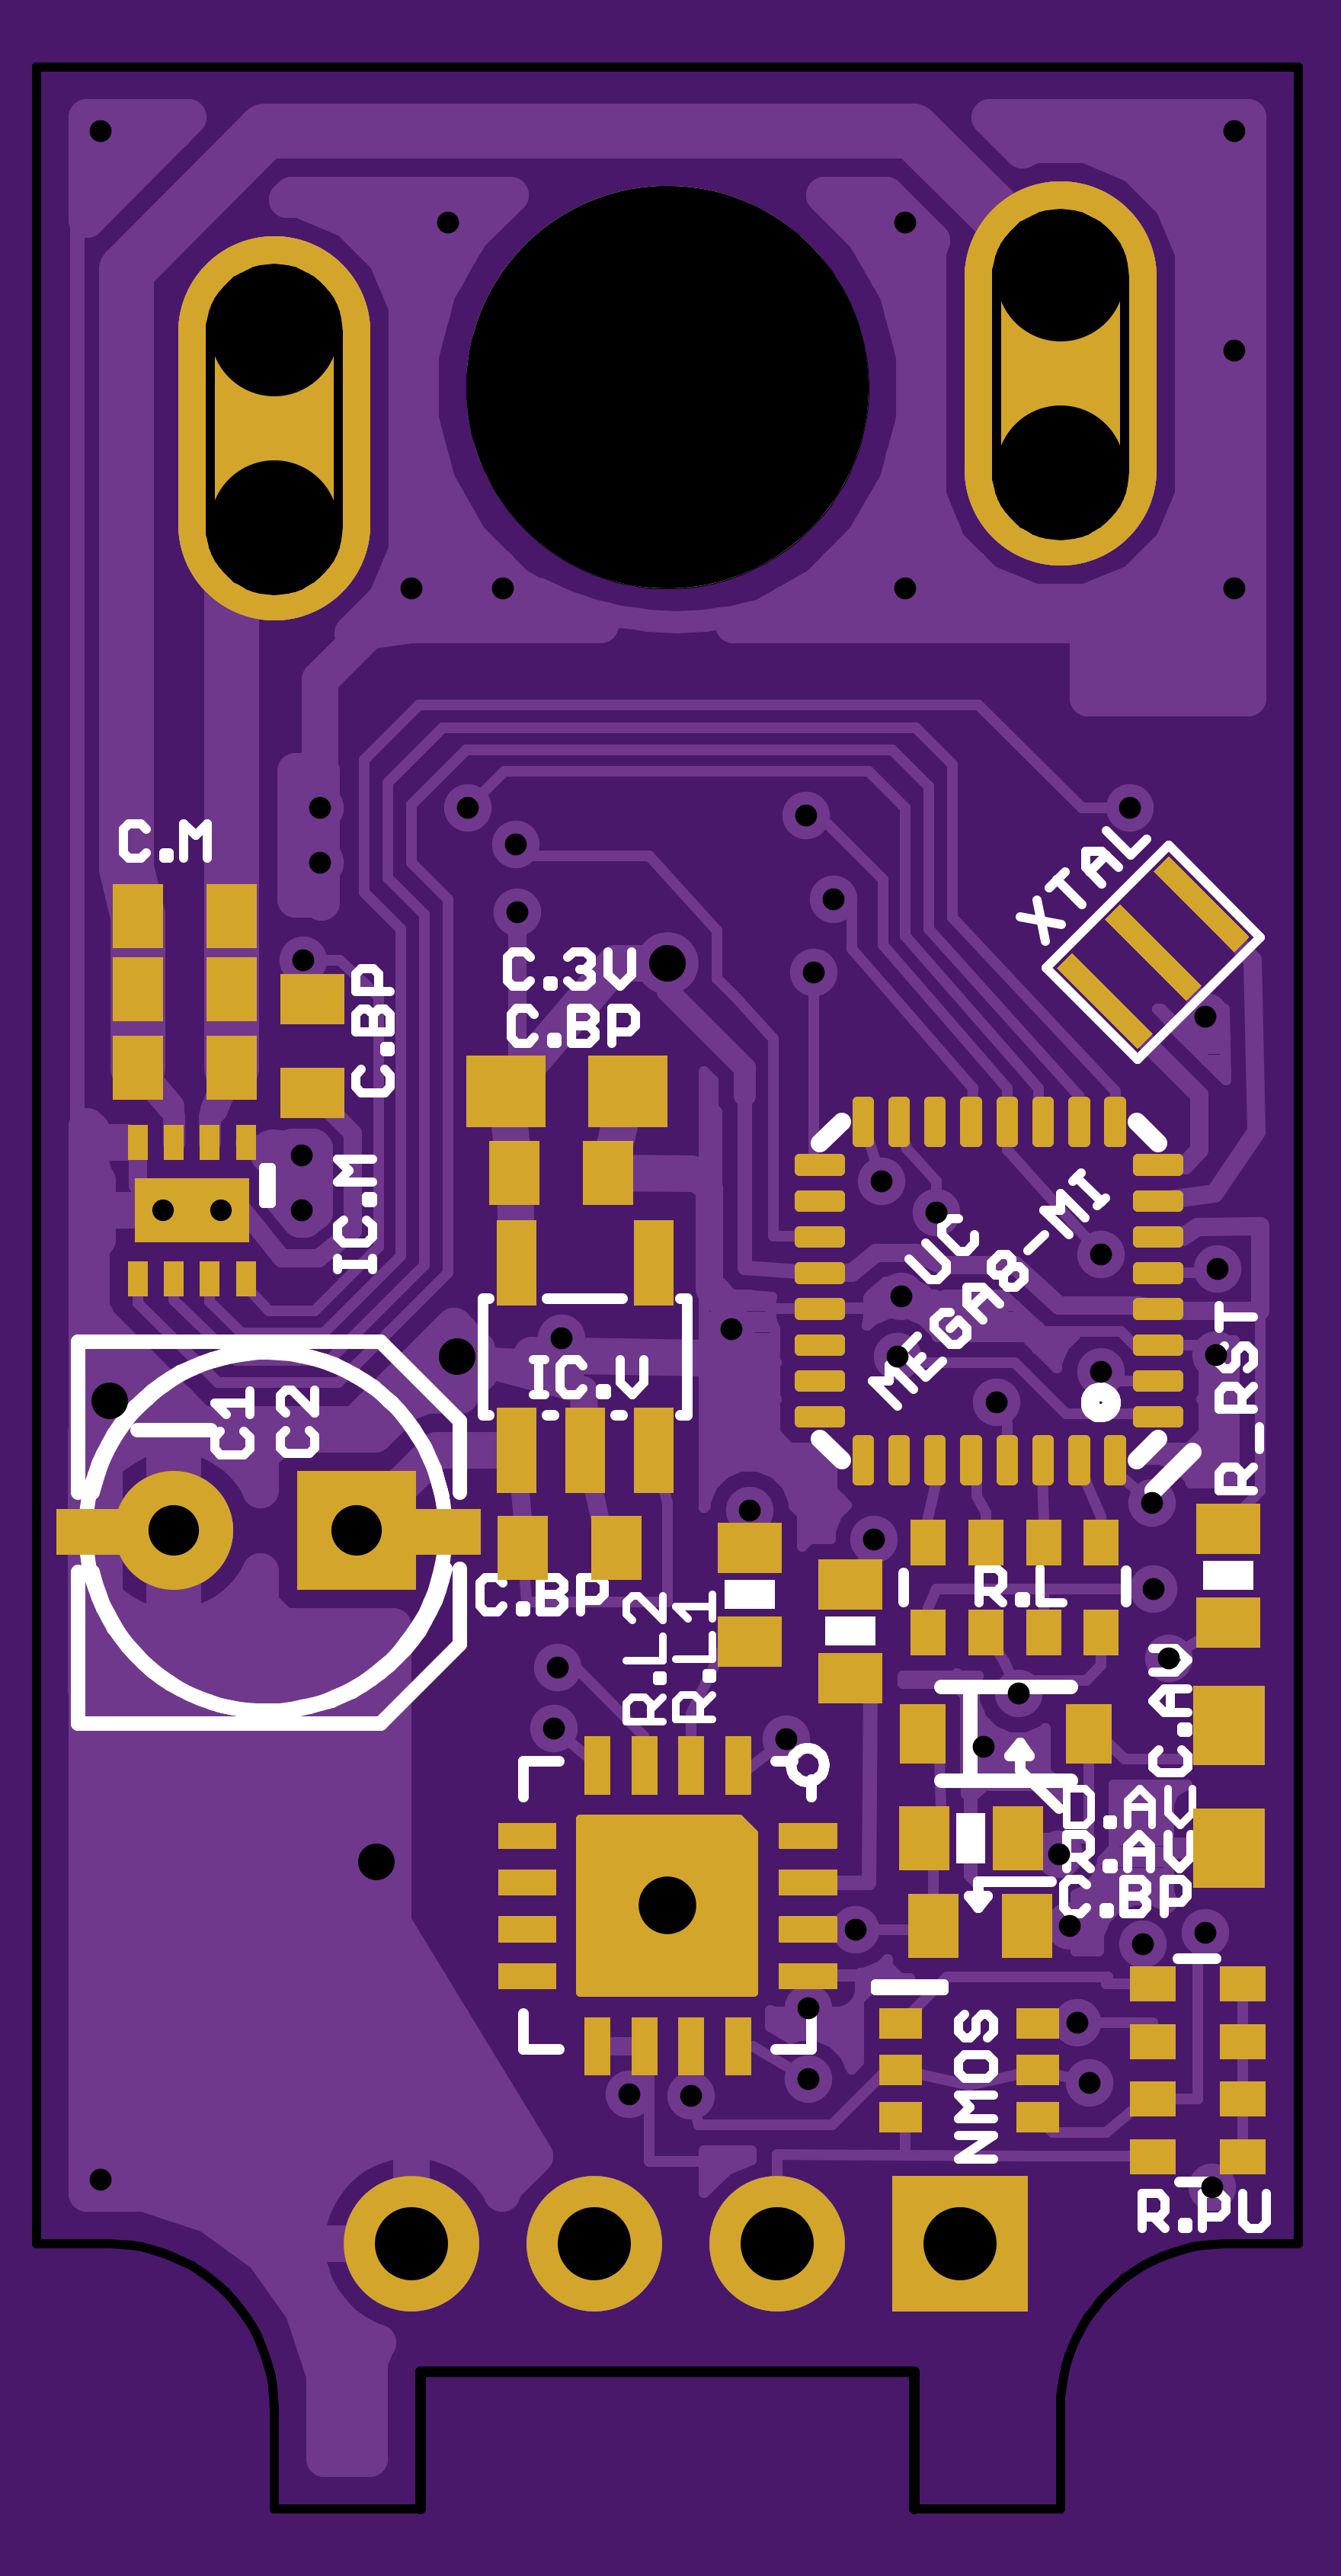 C.M
XTAL
C.BP
C.3V
C.BP
IC.M
UC
MEGA8-MI
R_RST
IC.V
C1
C2
R.L
C.BP
R.L2
R.L1
C.AV
D.AV
R.AV
C.BP
NMOS
R.PU